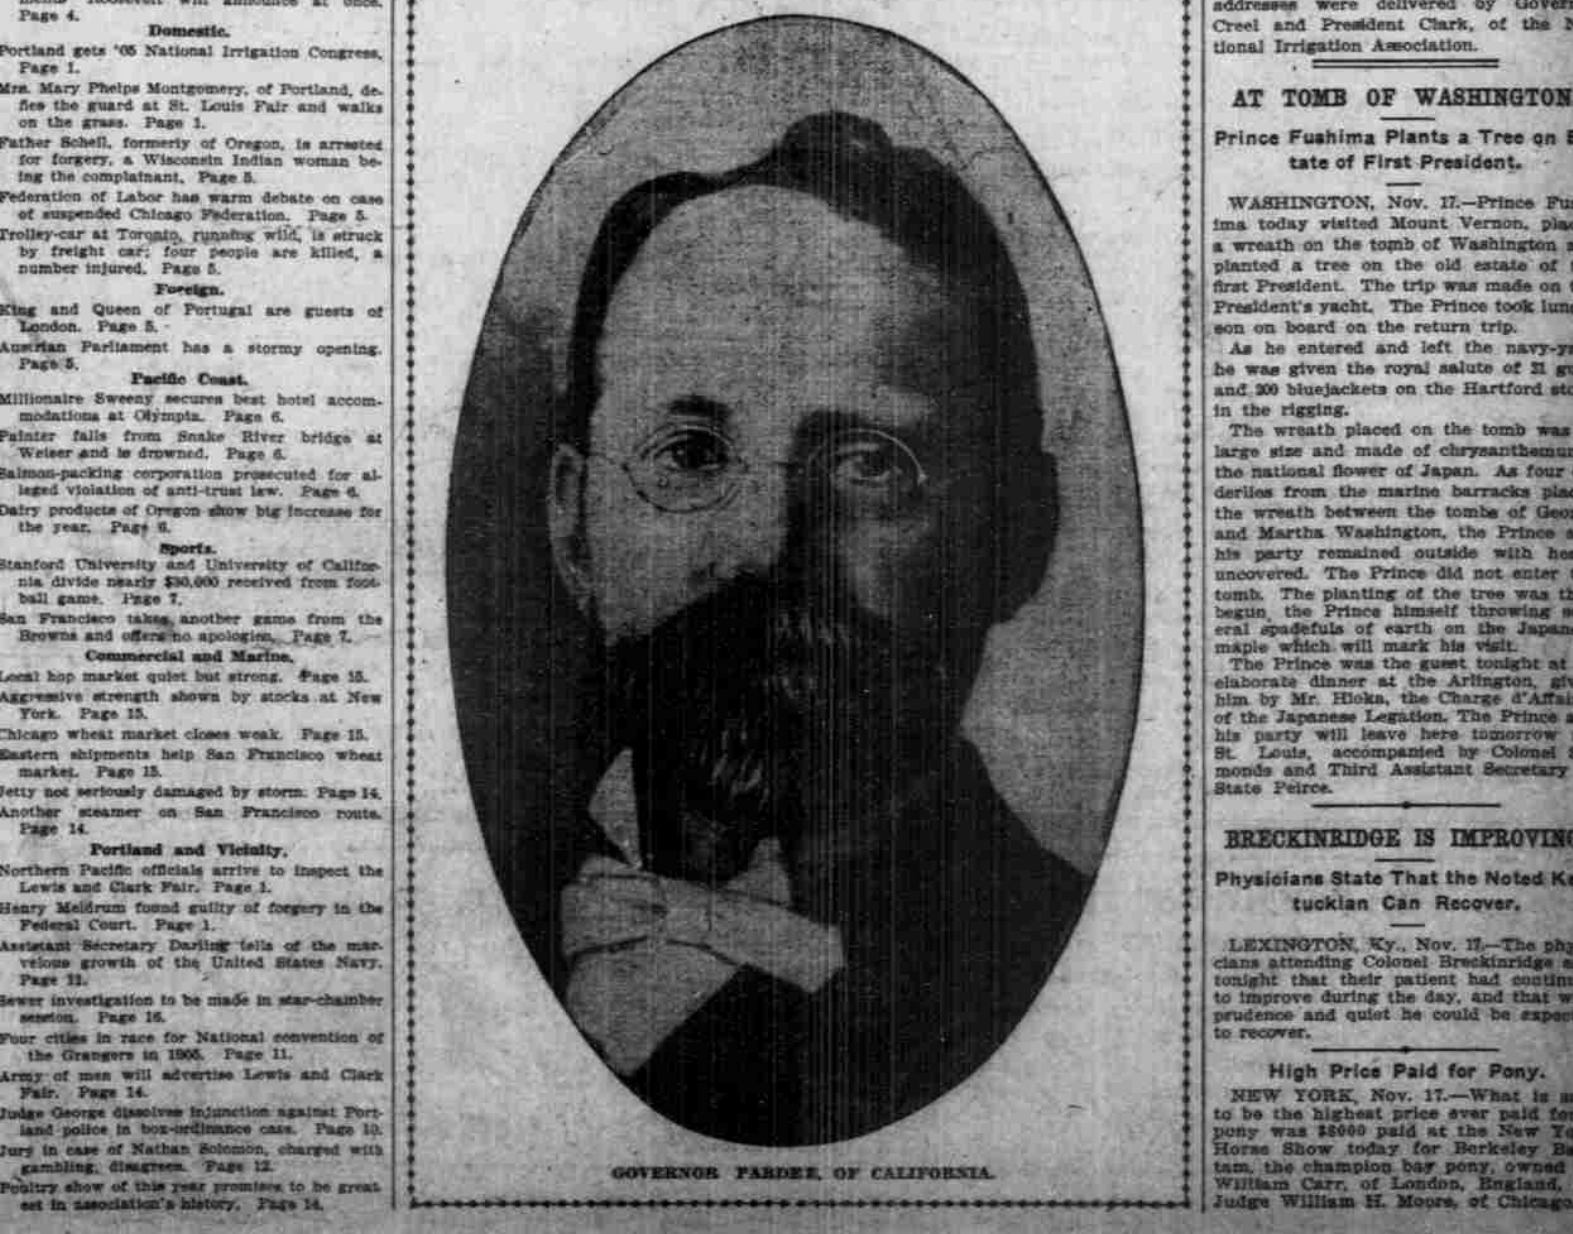 Page 4.
Domestic.
Portland gets '05 National Irrigation Congress.
Page 1.
Mrs. Mary Phelps Montgomery, of Portland, de-
fies the guard at St. Louis Fair and walks
on the grass. Page 1.
Father Schell, formerly of Oregon, is arrested
for forgery, a Wisconsin Indian woman be-
ing the complainant. Page 5.
Federation of Labor has warm debate on case
of suspended Chicago Federation. Page 5.
Trolley-car at Toronto, running wild, is struck
by freight car; four people are killed, a
number injured. Page 5.
Foreign.
King and Queen of Portugal are guests of
London. Page 5.
Austrian Parliament has a stormy opening.
Page 5.
Pacific Coast.
Millionaire Sweeny secures best hotel accom-
modations at Olympia. Page 6.
Painter falls from Snake River bridge at
Weiser and is drowned. Page 6.
Salmon-packing corporation prosecuted for al-
leged violation of anti-trust law. Page 6.
Dairy products of Oregon show big increase for
the year. Page 6.
Sports.
Stanford University and University of Califor-
nia divide nearly $30,000 received from foot-
ball game. Page 7.
San Francisco takes another game from the
Browns and offers no apologies. Page 7.
Commercial and Marine.
Local hop market quiet but strong. Page 15.
Aggressive strength shown by stocks at New
York. Page 15.
Chicago wheat market closes weak. Page 15.
Eastern shipments help San Francisco wheat
market. Page 15.
Jetty not seriously damaged by storm. Page 14.
Another steamer on San Francisco route.
Page 14.
Portland and Vicinity.
Northern Pacific officials arrive to inspect the
Lewis and Clark Fair. Page 1.
Henry Meldrum found guilty of forgery in the
Federal Court. Page 1.
Assistant Secretary Darling tells of the mar-
velous growth of the United States Navy.
Page 11.
Sewer investigation to be made in star-chamber
session. Page 16.
Four cities in race for National convention of
the Grangers in 1905. Page 11.
Army of men will advertise Lewis and Clark
Fair. Page 14.
Judge George dissolves injunction against Port-
land police in box-ordinance case. Page 10.
Jury in case of Nathan Solomon, charged with
gambling, disagrees. Page 12.
Poultry show of this year promises to be great-
est in association's history. Page 14.
GOVERNOR PARDEE, OF CALIFORNIA.
addresses were delivered by Govern
Creel and President Clark, of the N
tional Irrigation Association.
AT TOMB OF WASHINGTON
Prince Fushima Plants a Tree on E
tate of First President.
WASHINGTON, Nov. 17.—Prince Fus
ima today visited Mount Vernon, plac
a wreath on the tomb of Washington a
planted a tree on the old estate of t
first President. The trip was made on t
President's yacht. The Prince took lunc
eon on board on the return trip.
As he entered and left the navy-ya
he was given the royal salute of 21 gu
and 200 bluejackets on the Hartford sto
in the rigging.
The wreath placed on the tomb was
large size and made of chrysanthemum
the national flower of Japan. As four o
derlies from the marine barracks plac
the wreath between the tombs of Geor
and Martha Washington, the Prince a
his party remained outside with hea
uncovered. The Prince did not enter t
tomb. The planting of the tree was th
begun, the Prince himself throwing se
eral spadefuls of earth on the Japane
maple which will mark his visit.
The Prince was the guest tonight at
elaborate dinner at the Arlington, giv
him by Mr. Hioka, the Charge d'Affai
of the Japanese Legation. The Prince a
his party will leave here tomorrow
St. Louis, accompanied by Colonel S
monds and Third Assistant Secretary
State Peirce.
BRECKINRIDGE IS IMPROVING
Physicians State That the Noted Ke
tuckian Can Recover.
LEXINGTON, Ky., Nov. 17.—The phy
cians attending Colonel Breckinridge s
tonight that their patient had continu
to improve during the day, and that w
prudence and quiet he could be expec
to recover.
High Price Paid for Pony.
NEW YORK, Nov. 17.—What is s
to be the highest price ever paid for
pony was $8000 paid at the New Yo
Horse Show today for Berkeley Ba
tam, the champion bay pony, owned
William Carr, of London, England,
Judge William H. Moore, of Chicago